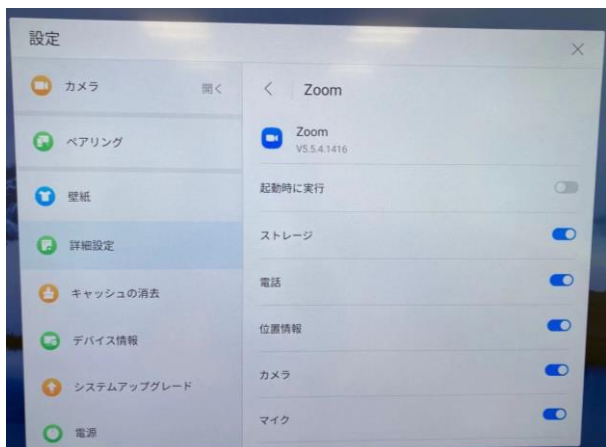 設定
カメラ
開く
ペアリング
壁紙
詳細設定
キャッシュの消去
デバイス情報
システムアップグレード
電源
Zoom
Zoom
V5.5.4.1416
起動時に実行
ストレージ
電話
位置情報
カメラ
マイク